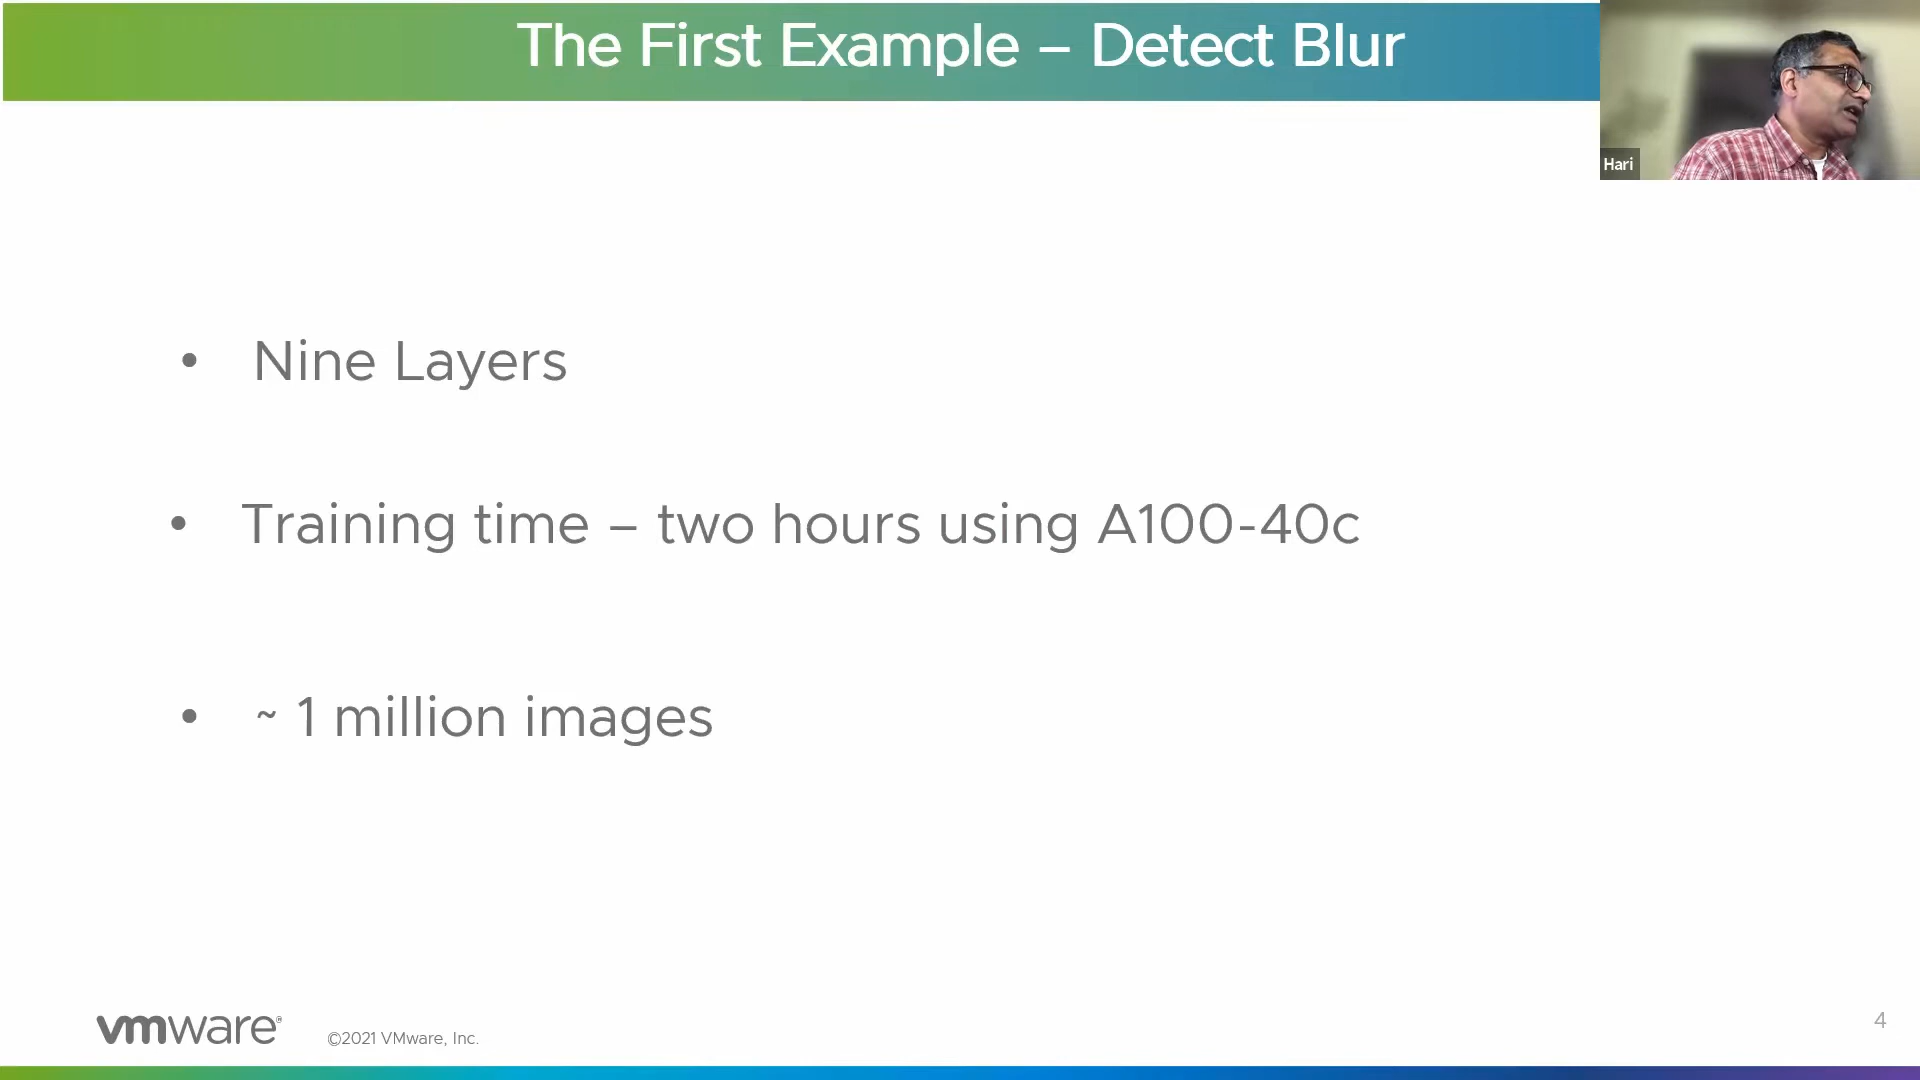 The First Example – Detect Blur
Hari
• Nine Layers
• Training time – two hours using A100-40c
• ~ 1 million images
vmware®
©2021 VMware, Inc.
4